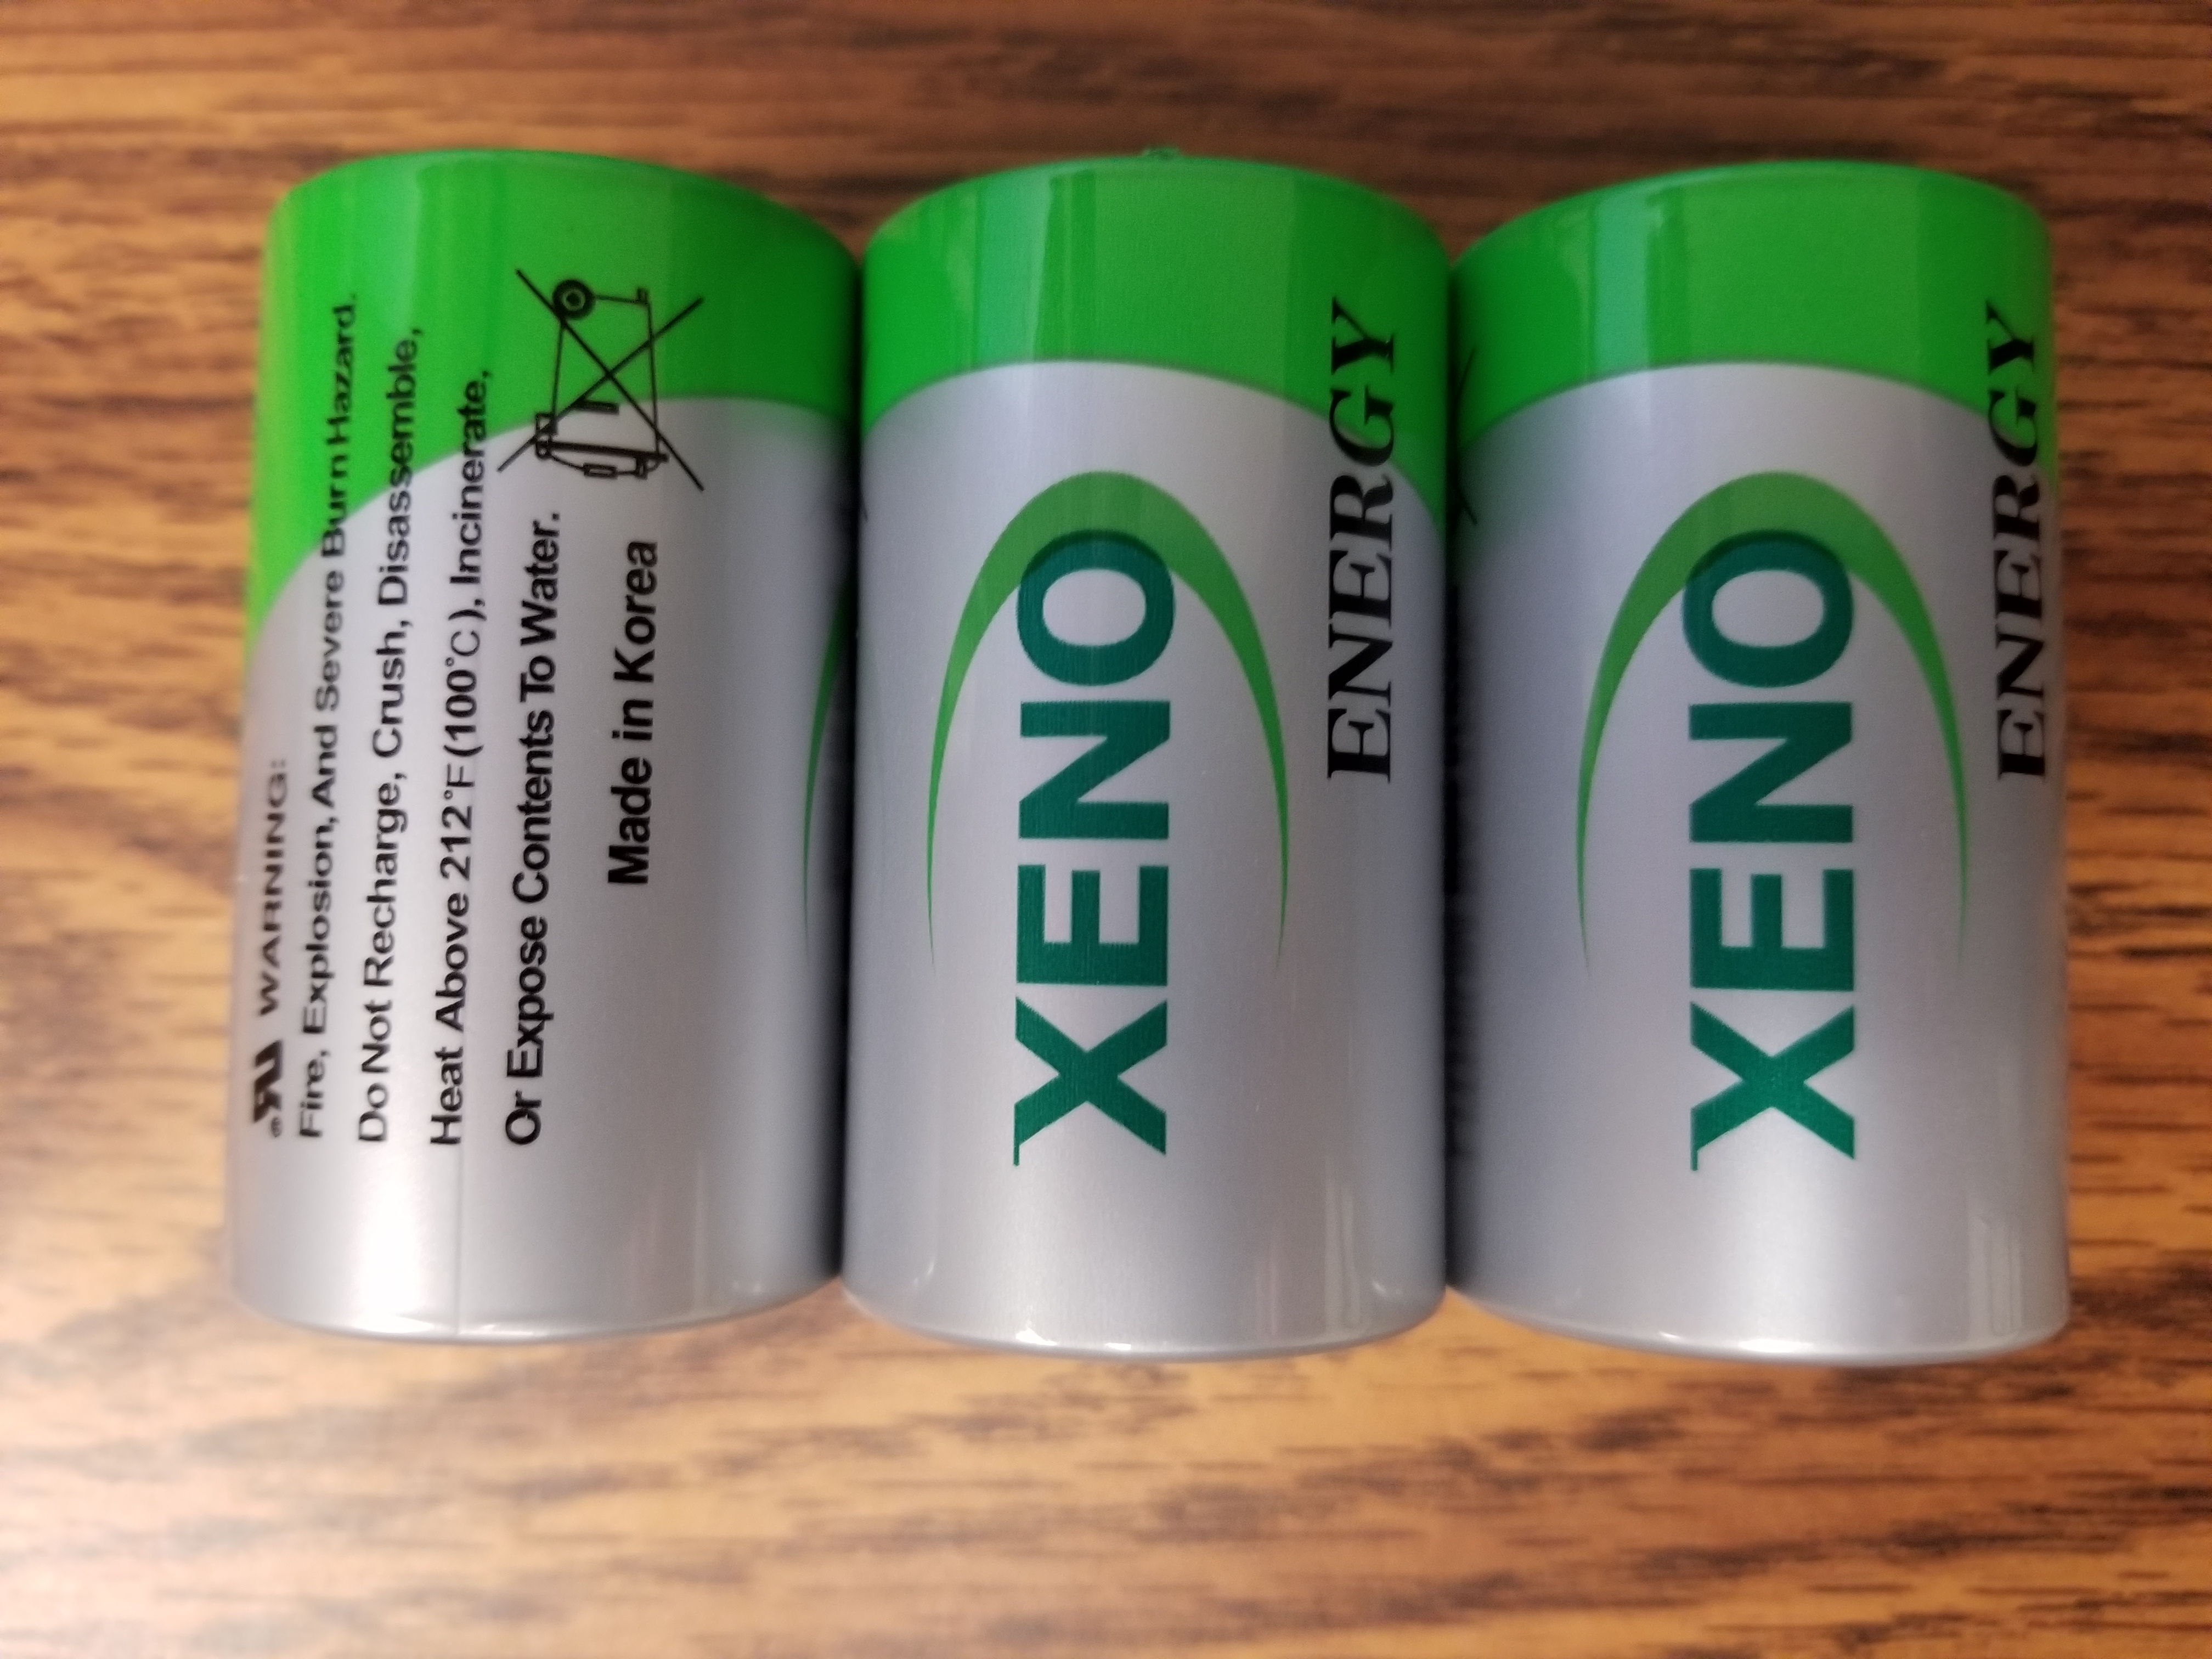 WARNING:
Fire, Explosion, And Severe Burn Hazard.
Do Not Recharge, Crush, Disassemble,
Heat Above 212°F(100°C), Incinerate,
Or Expose Contents To Water.
Made in Korea
XENO
ENERGY
XENO
ENERGY